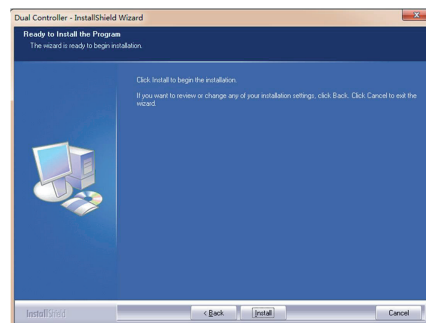 Dual Controller - InstallShield Wizard
Ready to Install the Program
The wizard is ready to begin installation.
Click Install to begin the installation.
If you want to review or change any of your installation settings, click Back. Click Cancel to exit the
wizard.
InstallShield
< Back Install Cancel